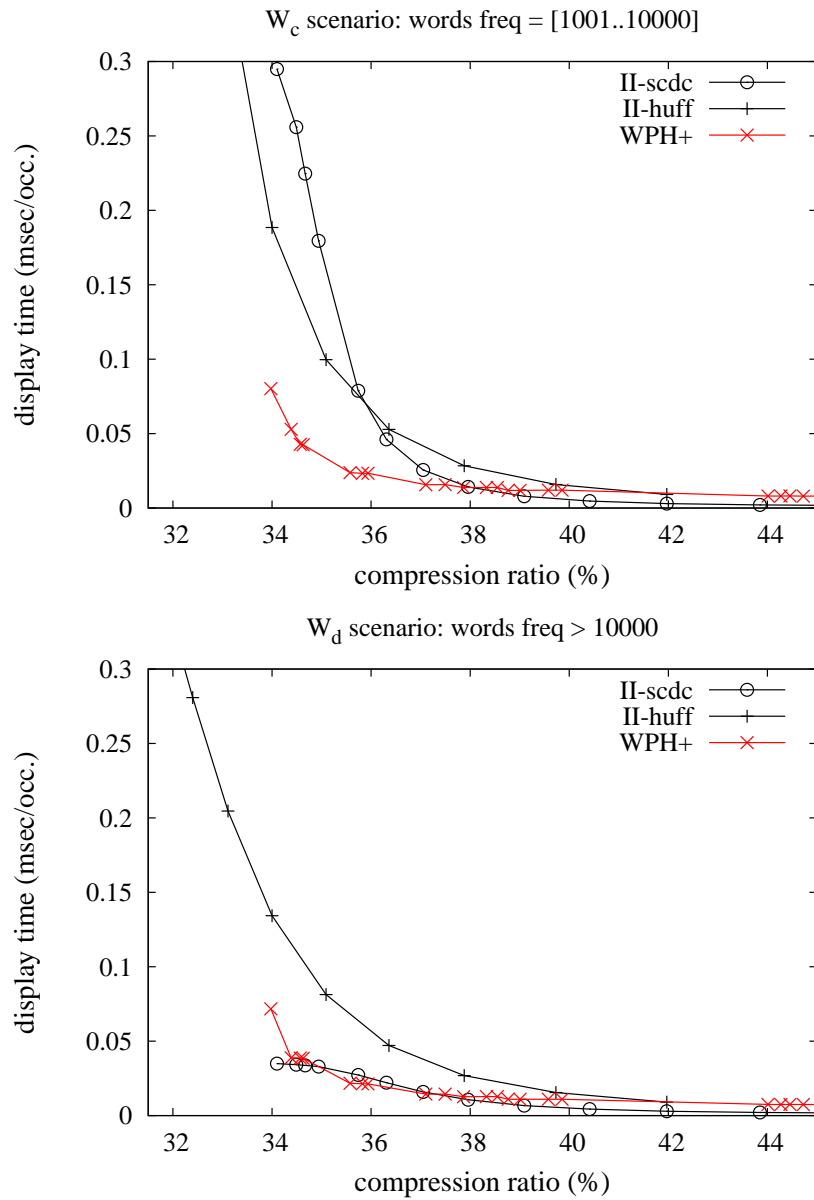 W_c scenario: words freq = [1001..10000]
0.3
0.25
0.2
0.15
0.1
0.05
0
display time (msec/occ.)
II-scdc
II-huff
WPH+
32 34 36 38 40 42 44
compression ratio (%)
W_d scenario: words freq > 10000
0.3
0.25
0.2
0.15
0.1
0.05
0
display time (msec/occ.)
II-scdc
II-huff
WPH+
32 34 36 38 40 42 44
compression ratio (%)